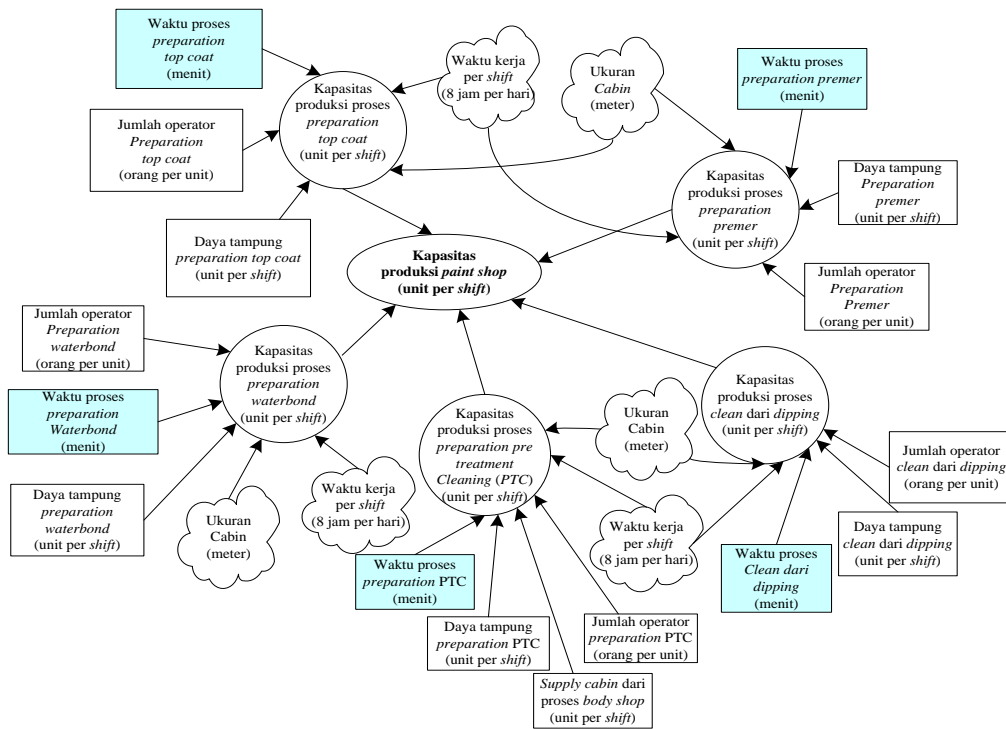 Waktu proses
preparation
top coat
(menit)
Waktu kerja
per shift
(8 jam per hari)
Ukuran
Cabin
(meter)
Waktu proses
preparation premer
(menit)
Kapasitas
produksi proses
preparation
top coat
(unit per shift)
Jumlah operator
Preparation
top coat
(orang per unit)
Kapasitas
produksi proses
preparation
premer
(unit per shift)
Daya tampung
Preparation
premer
(unit per shift)
Daya tampung
preparation top coat
(unit per shift)
Kapasitas
produksi paint shop
(unit per shift)
Jumlah operator
Preparation
Premer
(orang per unit)
Jumlah operator
Preparation
waterbond
(orang per unit)
Kapasitas
produksi proses
preparation
waterbond
(unit per shift)
Waktu proses
preparation
Waterbond
(menit)
Kapasitas
produksi proses
preparation pre
treatment
Cleaning (PTC)
(unit per shift)
Ukuran
Cabin
(meter)
Kapasitas
produksi proses
clean dari dipping
(unit per shift)
Jumlah operator
clean dari dipping
(orang per unit)
Daya tampung
preparation
waterbond
(unit per shift)
Ukuran
Cabin
(meter)
Waktu kerja
per shift
(8 jam per hari)
Waktu kerja
per shift
(8 jam per hari)
Daya tampung
clean dari dipping
(unit per shift)
Waktu proses
preparation PTC
(menit)
Waktu proses
Clean dari
dipping
(menit)
Daya tampung
preparation PTC
(unit per shift)
Jumlah operator
preparation PTC
(orang per unit)
Supply cabin dari
proses body shop
(unit per shift)